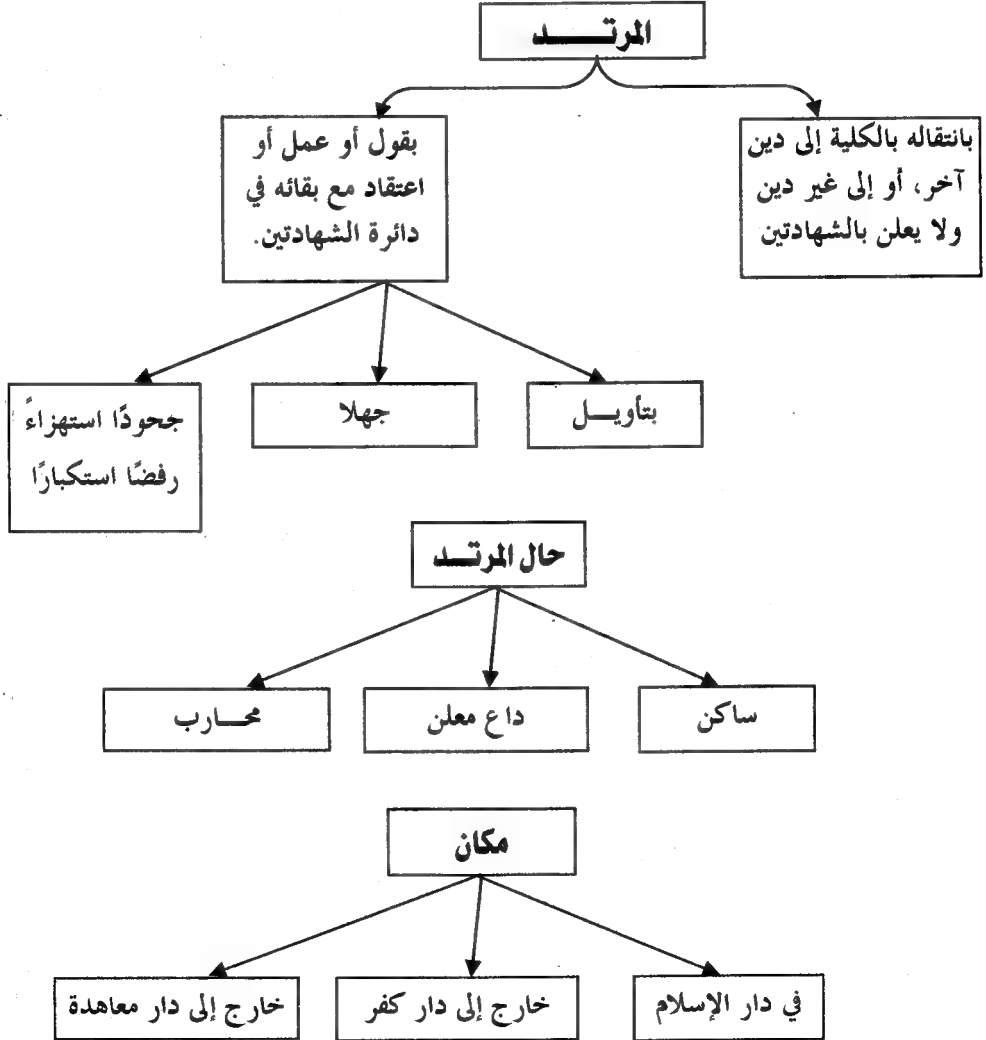 المرتـــــد
بانتقاله بالكلية إلى دين
آخر، أو إلى غير دين
ولا يعلن بالشهادتين
بقول أو عمل أو
اعتقاد مع بقائه في
دائرة الشهادتين.
بتأويـــل
جهلا
جحودًا استهزاءً
رفضًا استكبارًا
حال المرتـــد
ساكن
داع معلن
محـــارب
مكان
في دار الإسلام
خارج إلى دار كفر
خارج إلى دار معاهدة